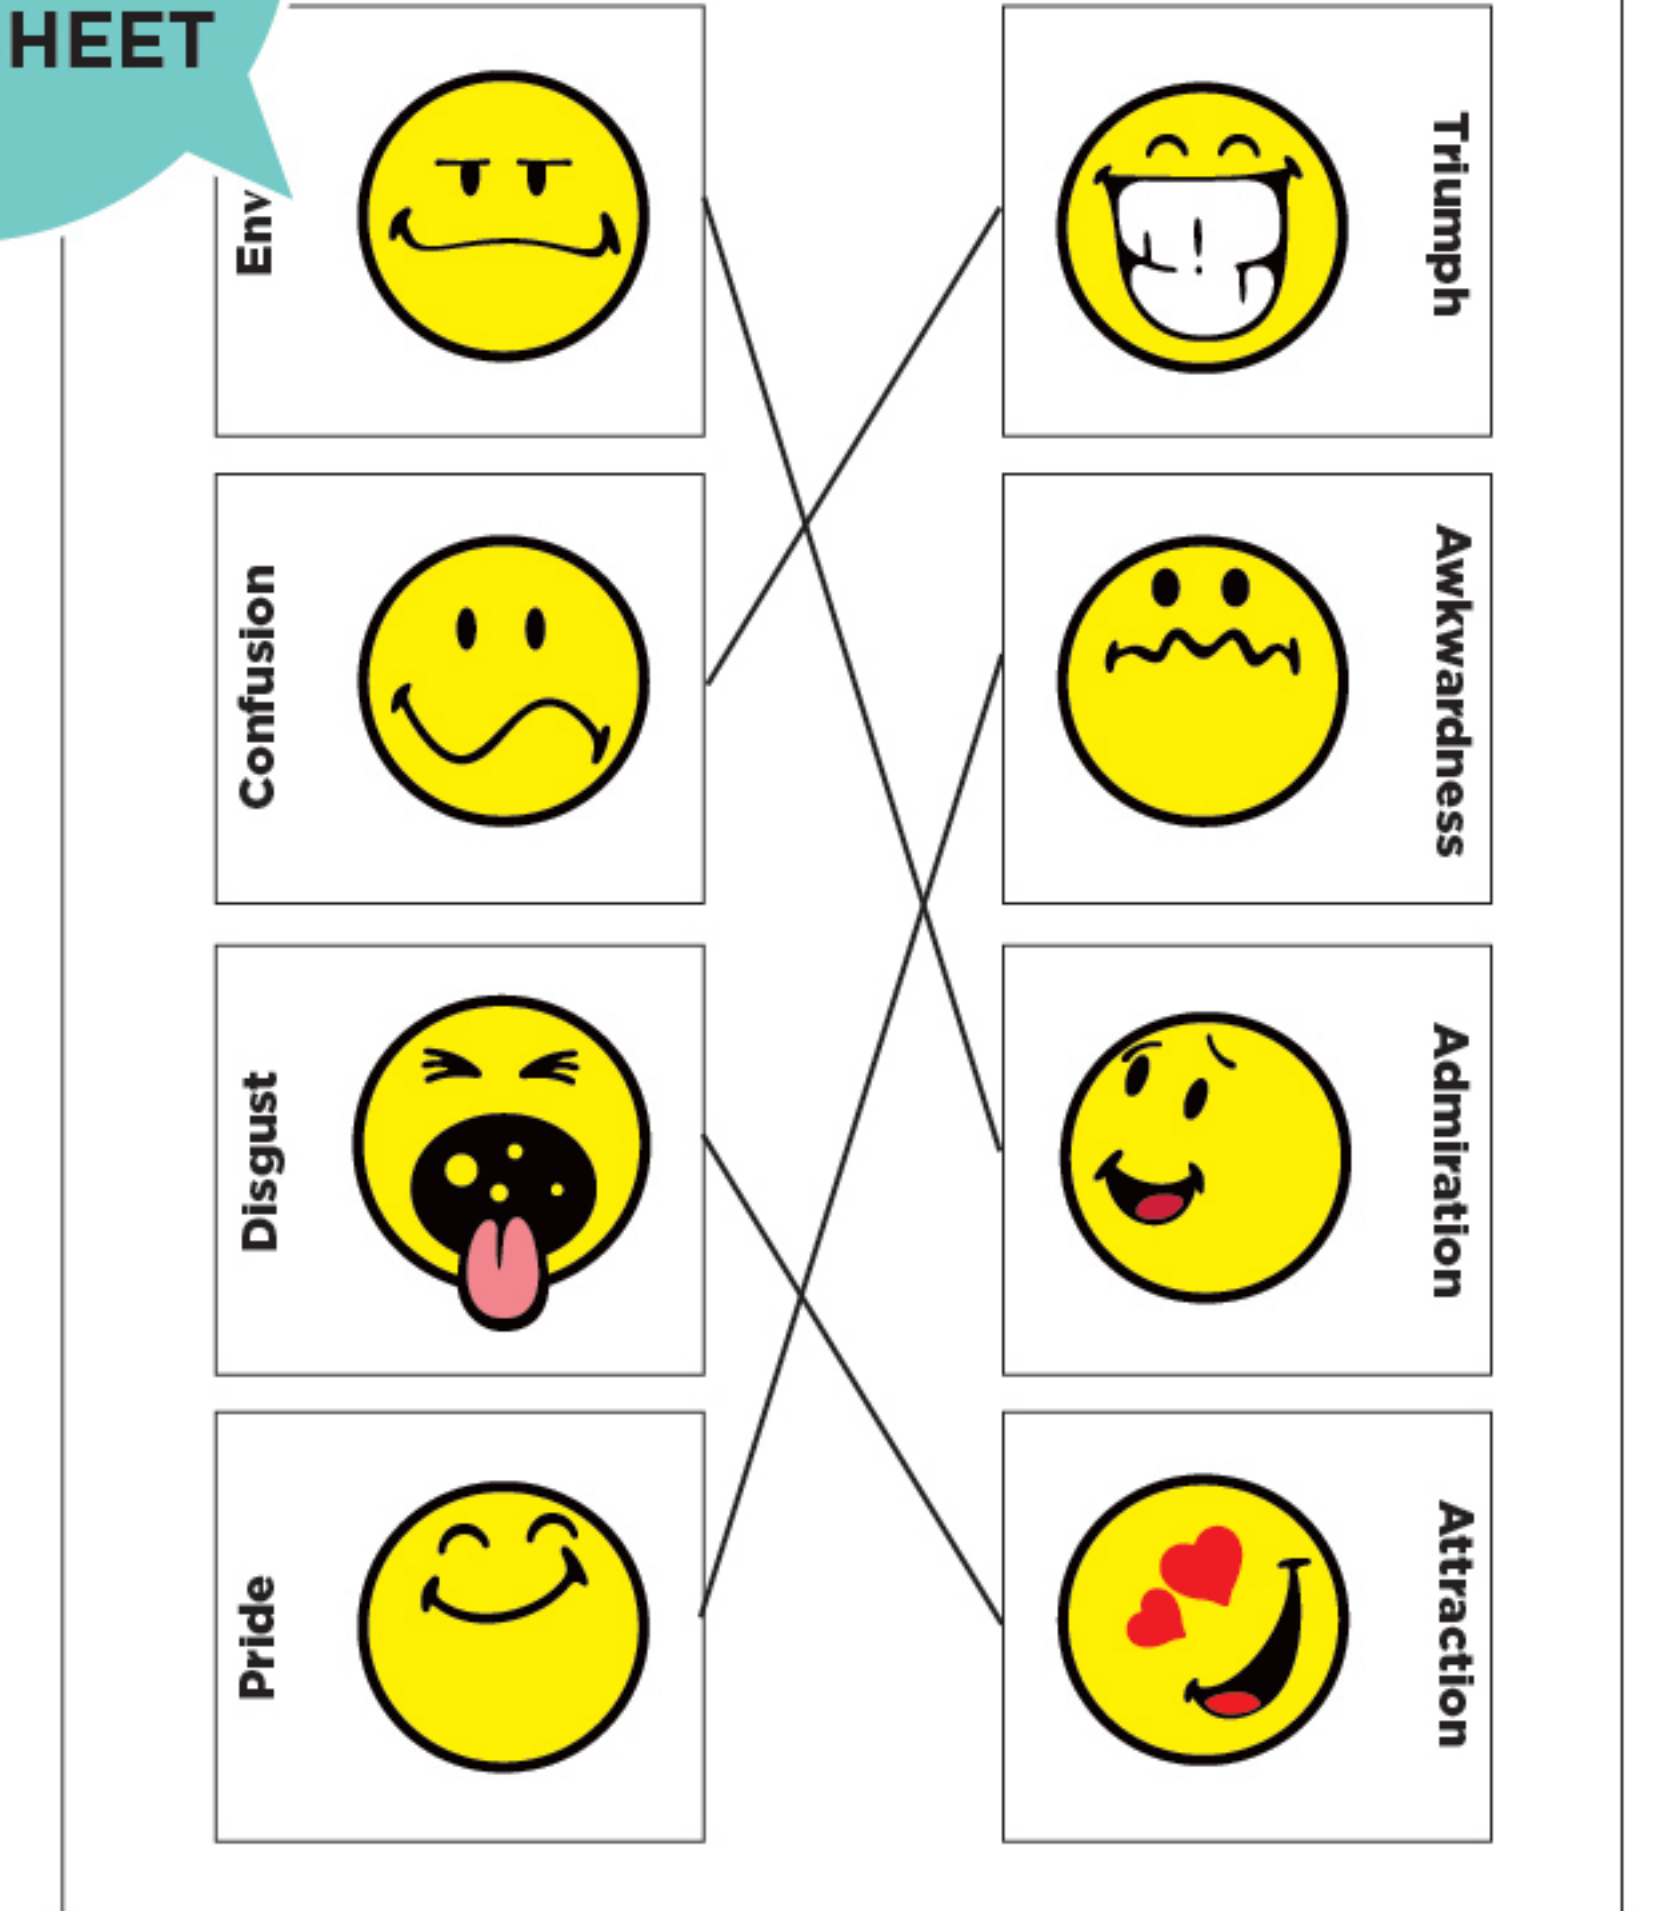 HEET
Env
Triumph
Confusion
Awkwardness
Disgust
Admiration
Pride
Attraction